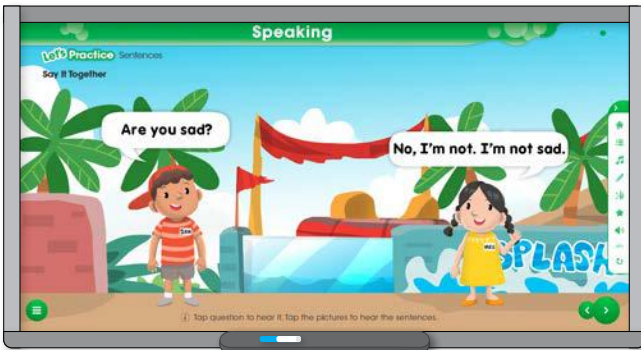 Speaking
Let's Practice Sentences
Say It Together
Are you sad?
No, I'm not. I'm not sad.
SPLASH
Tap question to hear it. Tap the pictures to hear the sentences.